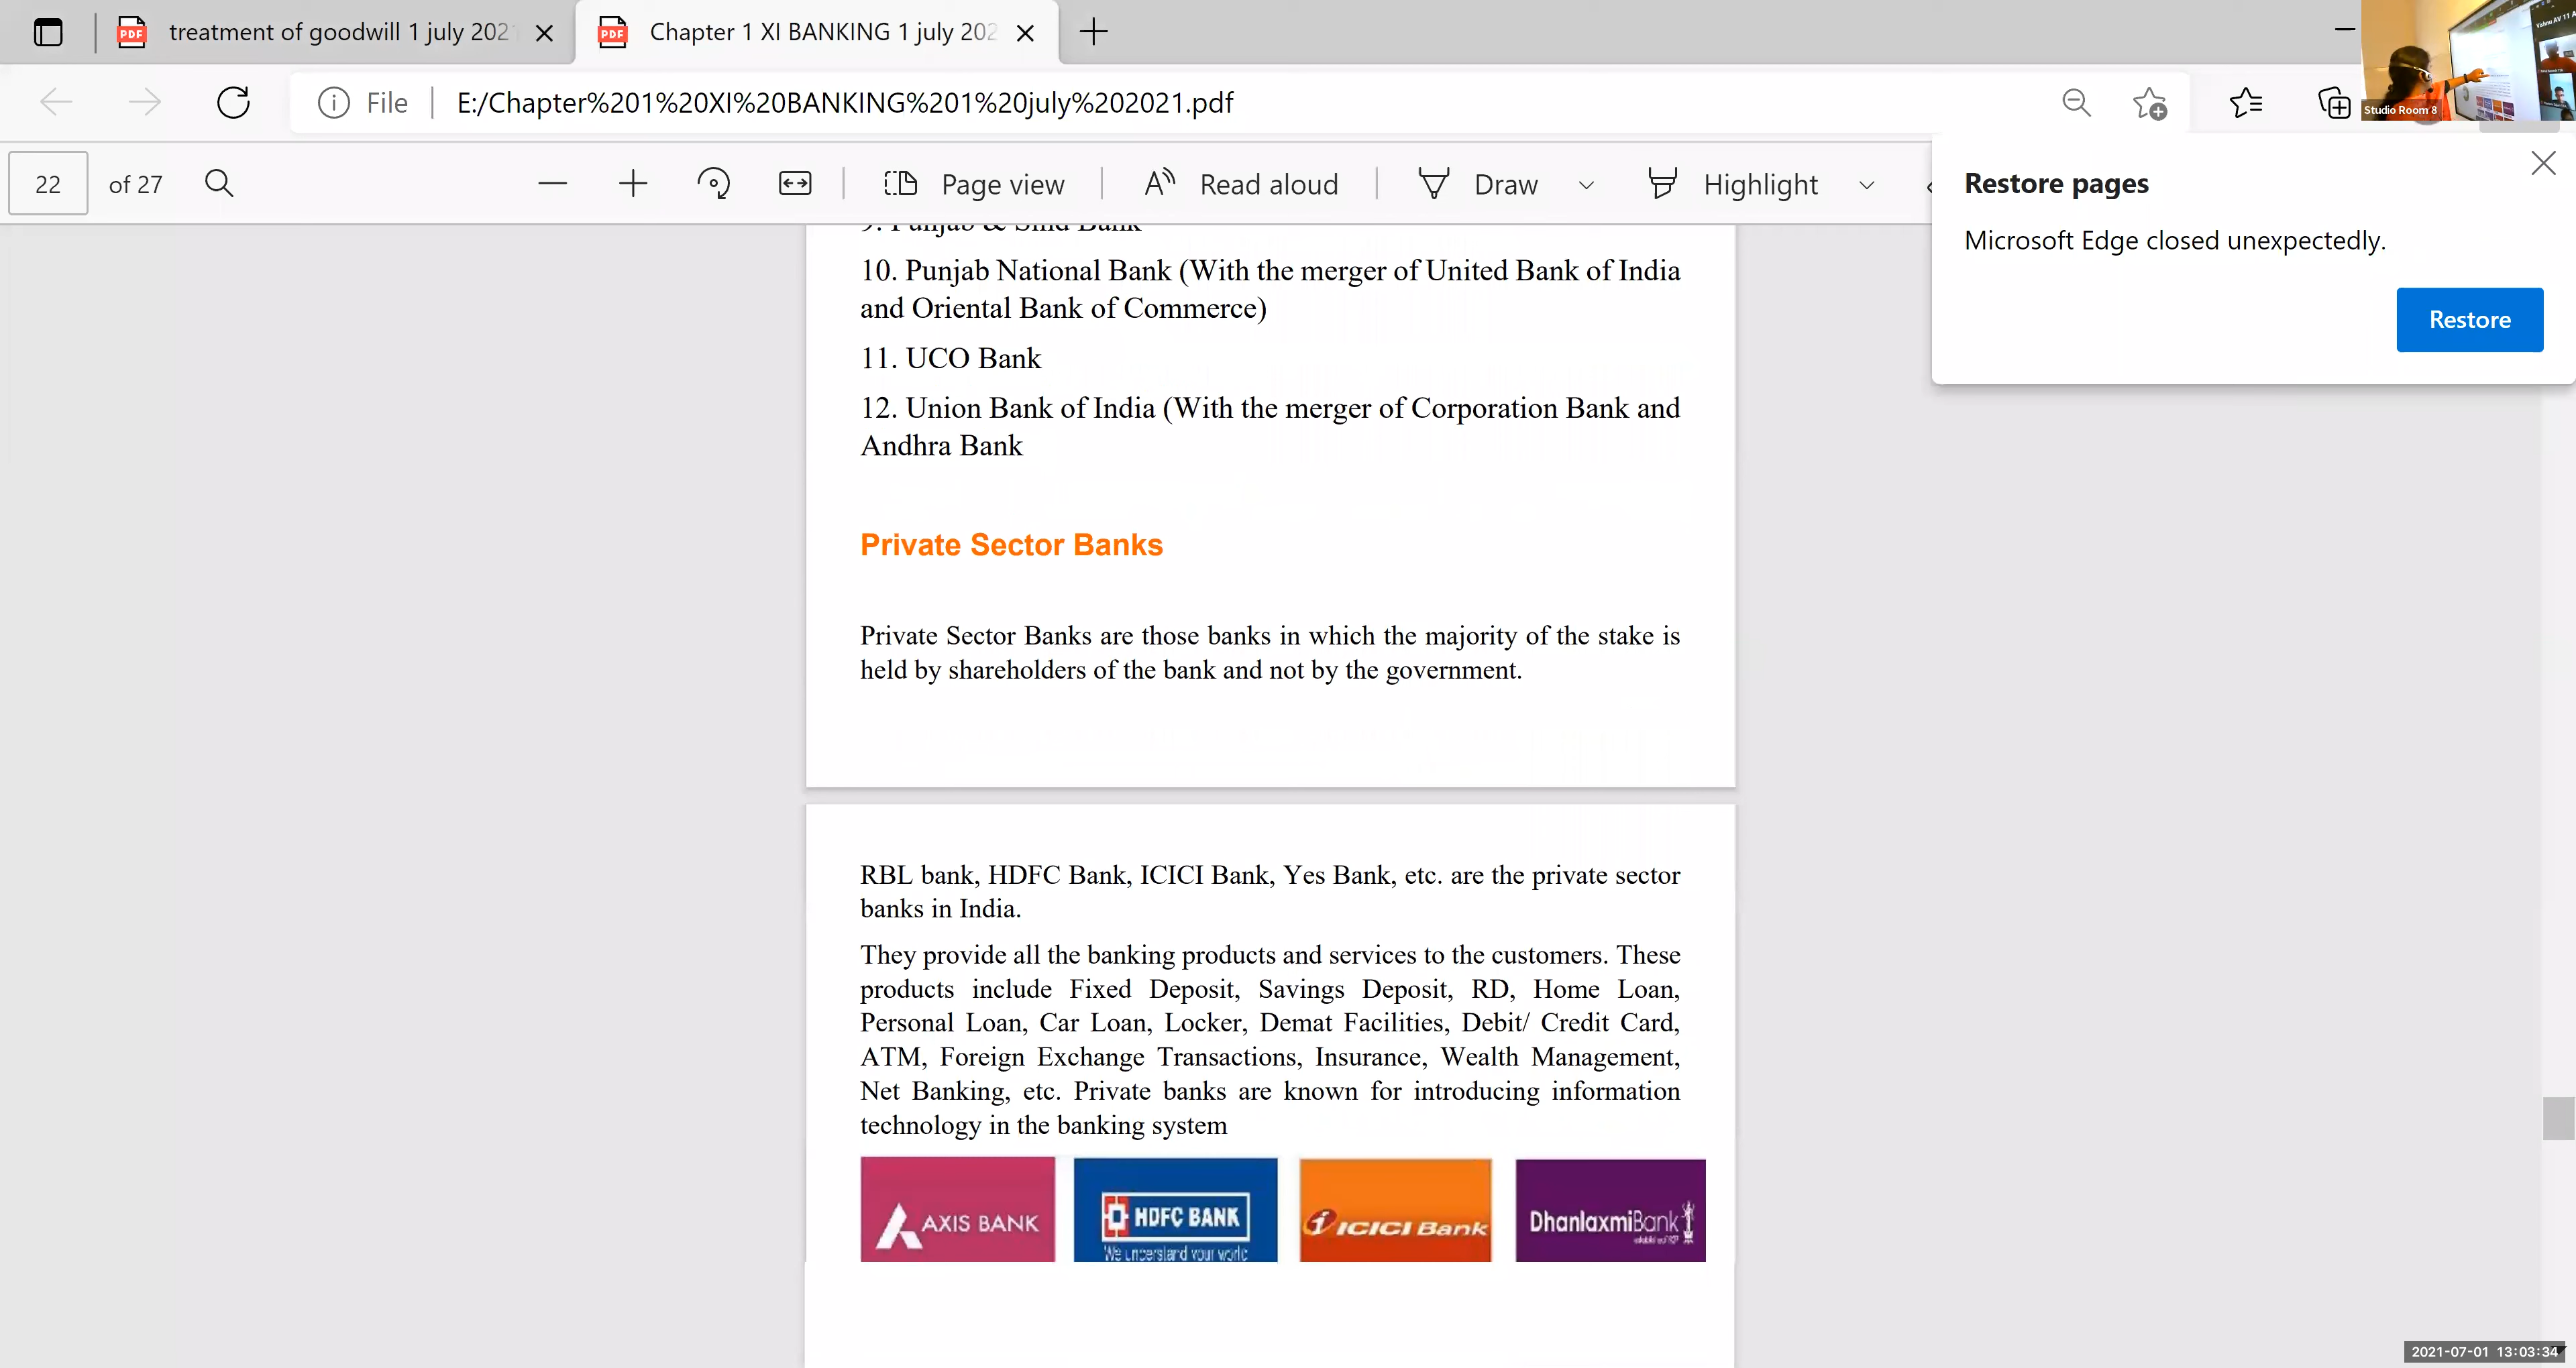 treatment of goodwill 1 july 202
Chapter 1 XI BANKING 1 july 202
File
E:/Chapter%201%20XI%20BANKING%201%20july%202021.pdf
Studio Room 8
22 of 27
Page view
Read aloud
Draw
Highlight
Restore pages
Microsoft Edge closed unexpectedly.
Restore
9. Punjab & Sind Bank
10. Punjab National Bank (With the merger of United Bank of India
and Oriental Bank of Commerce)
11. UCO Bank
12. Union Bank of India (With the merger of Corporation Bank and
Andhra Bank
Private Sector Banks
Private Sector Banks are those banks in which the majority of the stake is
held by shareholders of the bank and not by the government.
RBL bank, HDFC Bank, ICICI Bank, Yes Bank, etc. are the private sector
banks in India.
They provide all the banking products and services to the customers. These
products include Fixed Deposit, Savings Deposit, RD, Home Loan,
Personal Loan, Car Loan, Locker, Demat Facilities, Debit/ Credit Card,
ATM, Foreign Exchange Transactions, Insurance, Wealth Management,
Net Banking, etc. Private banks are known for introducing information
technology in the banking system
AXIS BANK
HDFC BANK
We understand your world
ICICI Bank
DhanlaxmiBank
2021-07-01 13:03:34